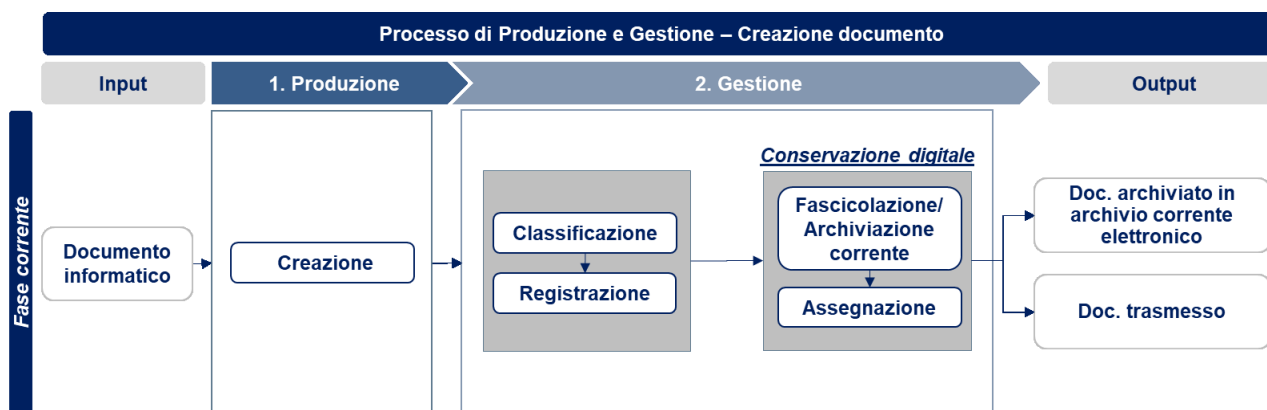 Processo di Produzione e Gestione – Creazione documento
Input
1. Produzione
2. Gestione
Output
Fase corrente
Documento
informatico
Creazione
Classificazione
Registrazione
Conservazione digitale
Fascicolazione/
Archiviazione
corrente
Assegnazione
Doc. archiviato in
archivio corrente
elettronico
Doc. trasmesso